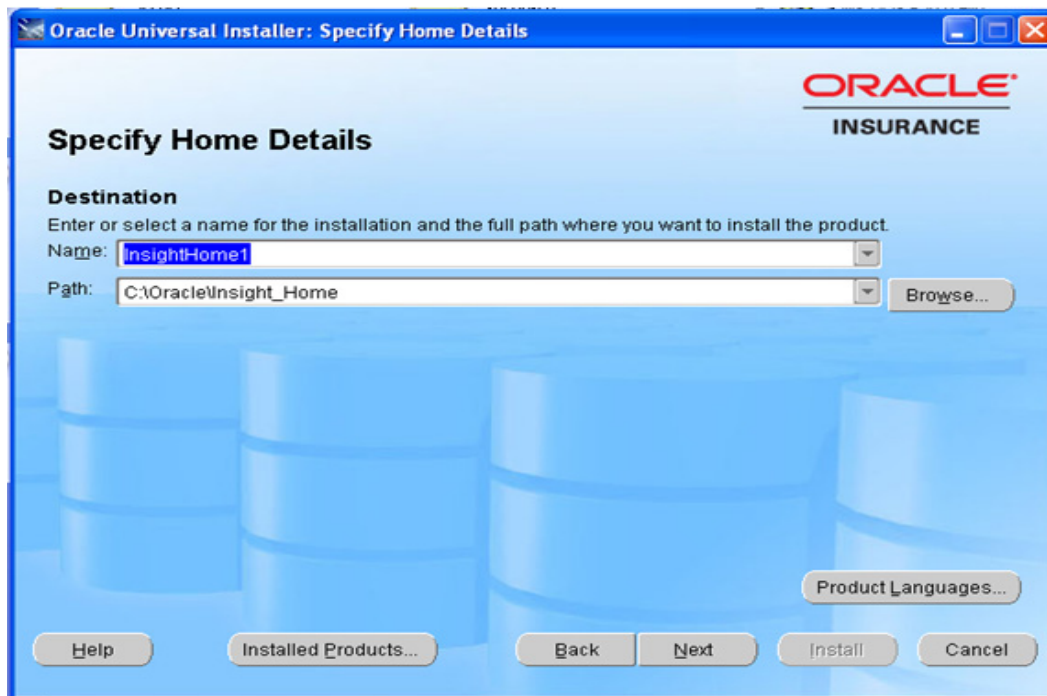 Oracle Universal Installer: Specify Home Details
ORACLE
INSURANCE
Specify Home Details
Destination
Enter or select a name for the installation and the full path where you want to install the product.
Name: InsightHome1
Path: C:\Oracle\Insight_Home Browse...
Product Languages...
Help Installed Products... Back Next Install Cancel